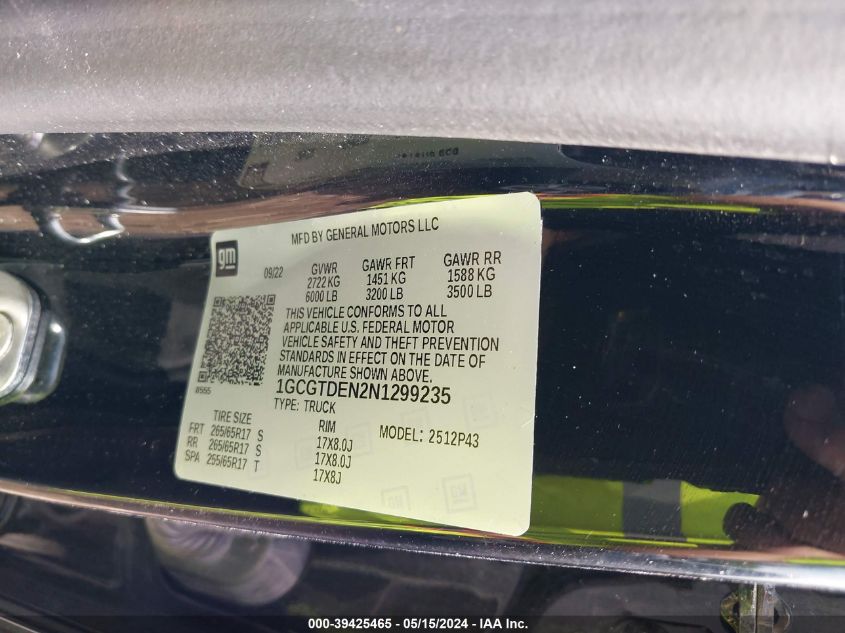 gm
MFD BY GENERAL MOTORS LLC
09/22
GVWR GAWR FRT GAWR RR
2722 KG 1451 KG 1588 KG
6000 LB 3200 LB 3500 LB
THIS VEHICLE CONFORMS TO ALL
APPLICABLE U.S. FEDERAL MOTOR
VEHICLE SAFETY AND THEFT PREVENTION
STANDARDS IN EFFECT ON THE DATE OF
MANUFACTURE SHOWN ABOVE.
1GCGTDEN2N1299235
TYPE: TRUCK
TIRE SIZE RIM MODEL: 2512P43
FRT 265/65R17 S 17X8.0J
RR 265/65R17 S 17X8.0J
SPA 255/65R17 T 17X8J
000-39425465 - 05/15/2024 - IAA Inc.